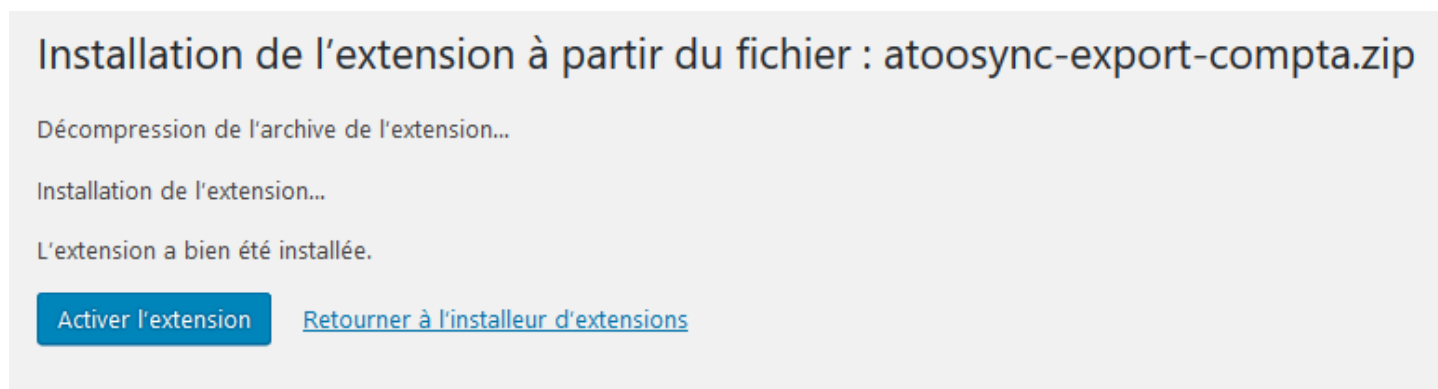 Installation de l’extension à partir du fichier : atoosync-export-compta.zip
Décompression de l’archive de l’extension…
Installation de l’extension…
L’extension a bien été installée.
Activer l’extension Retourner à l’installeur d’extensions